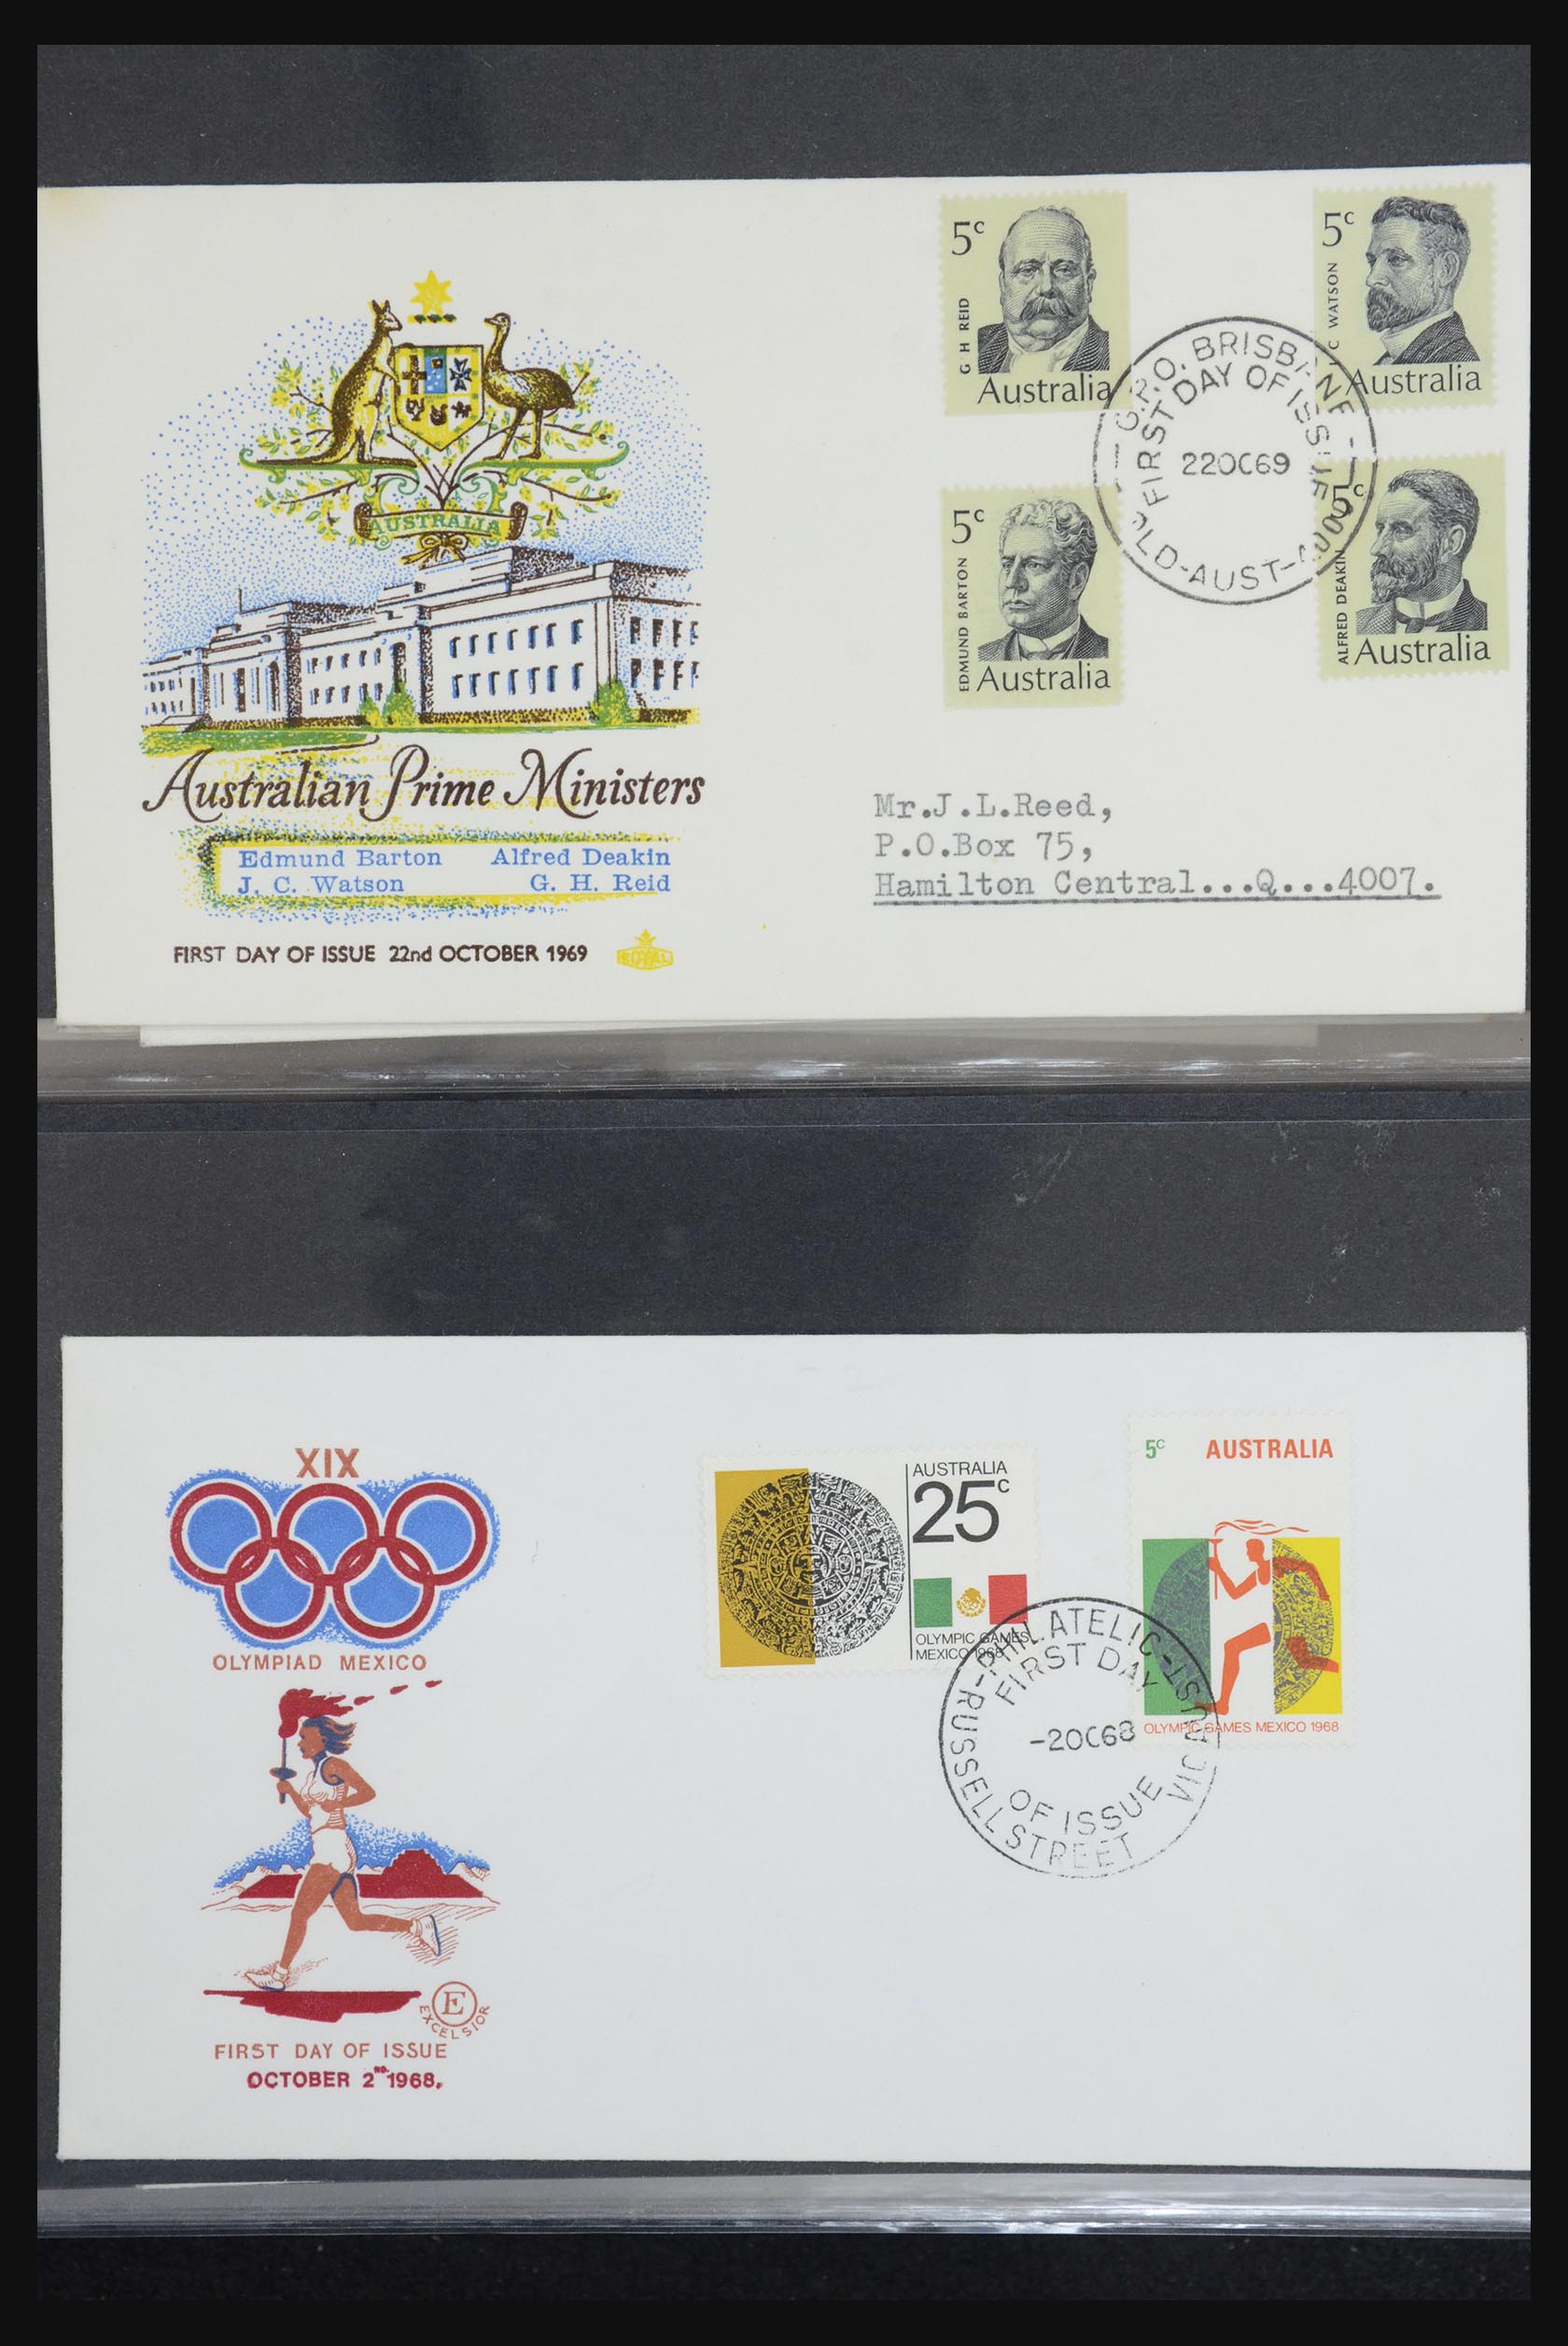 AUSTRALIA
Australian Prime Ministers
Edmund Barton Alfred Deakin
J. C. Watson G. H. Reid
FIRST DAY OF ISSUE 22nd OCTOBER 1969
ROYAL
5c
G H REID
Australia
5c
C WATSON
Australia
5c
EDMUND BARTON
Australia
5c
ALFRED DEAKIN
Australia
G.P.O. BRISBANE
FIRST DAY OF ISSUE
22OC69
QLD-AUST-4000
Mr.J.L.Reed,
P.O.Box 75,
Hamilton Central...Q...4007.
XIX
OLYMPIAD MEXICO
E
EXCELSIOR
FIRST DAY OF ISSUE
OCTOBER 2ND. 1968.
AUSTRALIA
25c
OLYMPIC GAMES
MEXICO 1968
5c AUSTRALIA
OLYMPIC GAMES MEXICO 1968
PHILATELIC-
FIRST DAY
-2OC68
OF ISSUE
RUSSELL STREET
VIC AUST-